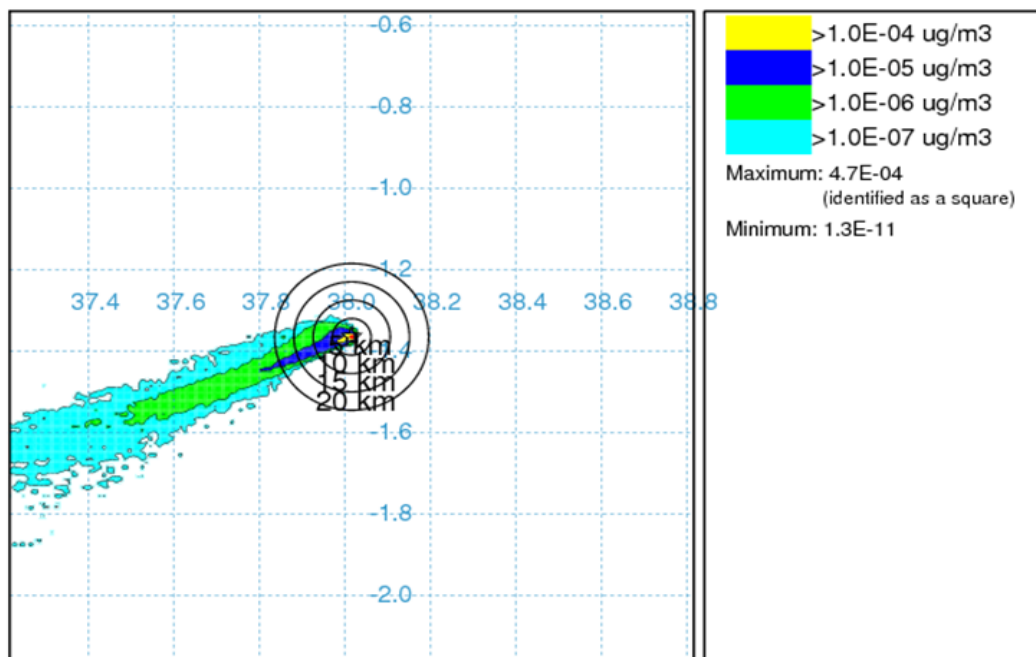 -0.6
-0.8
-1.0
-1.2
37.4 37.6 37.8 38.0 38.2 38.4 38.6 38.8
5 km
-1.4
10 km
15 km
20 km
-1.6
-1.8
-2.0
>1.0E-04 ug/m3
>1.0E-05 ug/m3
>1.0E-06 ug/m3
>1.0E-07 ug/m3
Maximum: 4.7E-04
(identified as a square)
Minimum: 1.3E-11